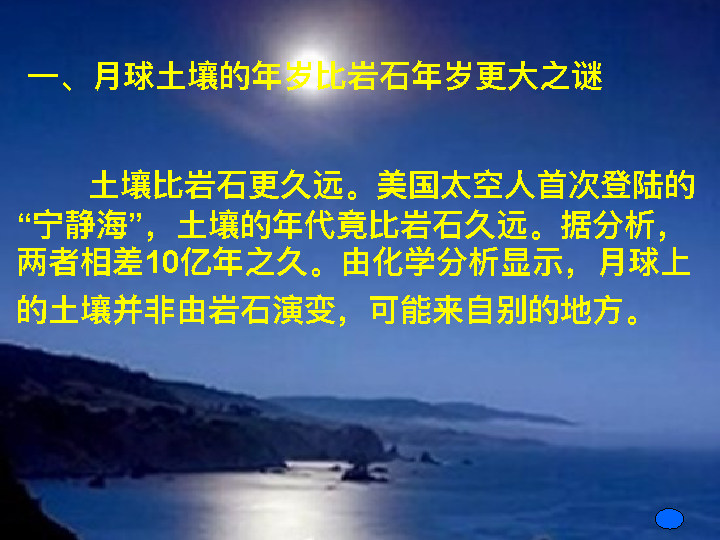 一、月球土壤的年岁比岩石年岁更大之谜
土壤比岩石更久远。美国太空人首次登陆的
“宁静海”，土壤的年代竟比岩石久远。据分析，
两者相差10亿年之久。由化学分析显示，月球上
的土壤并非由岩石演变，可能来自别的地方。